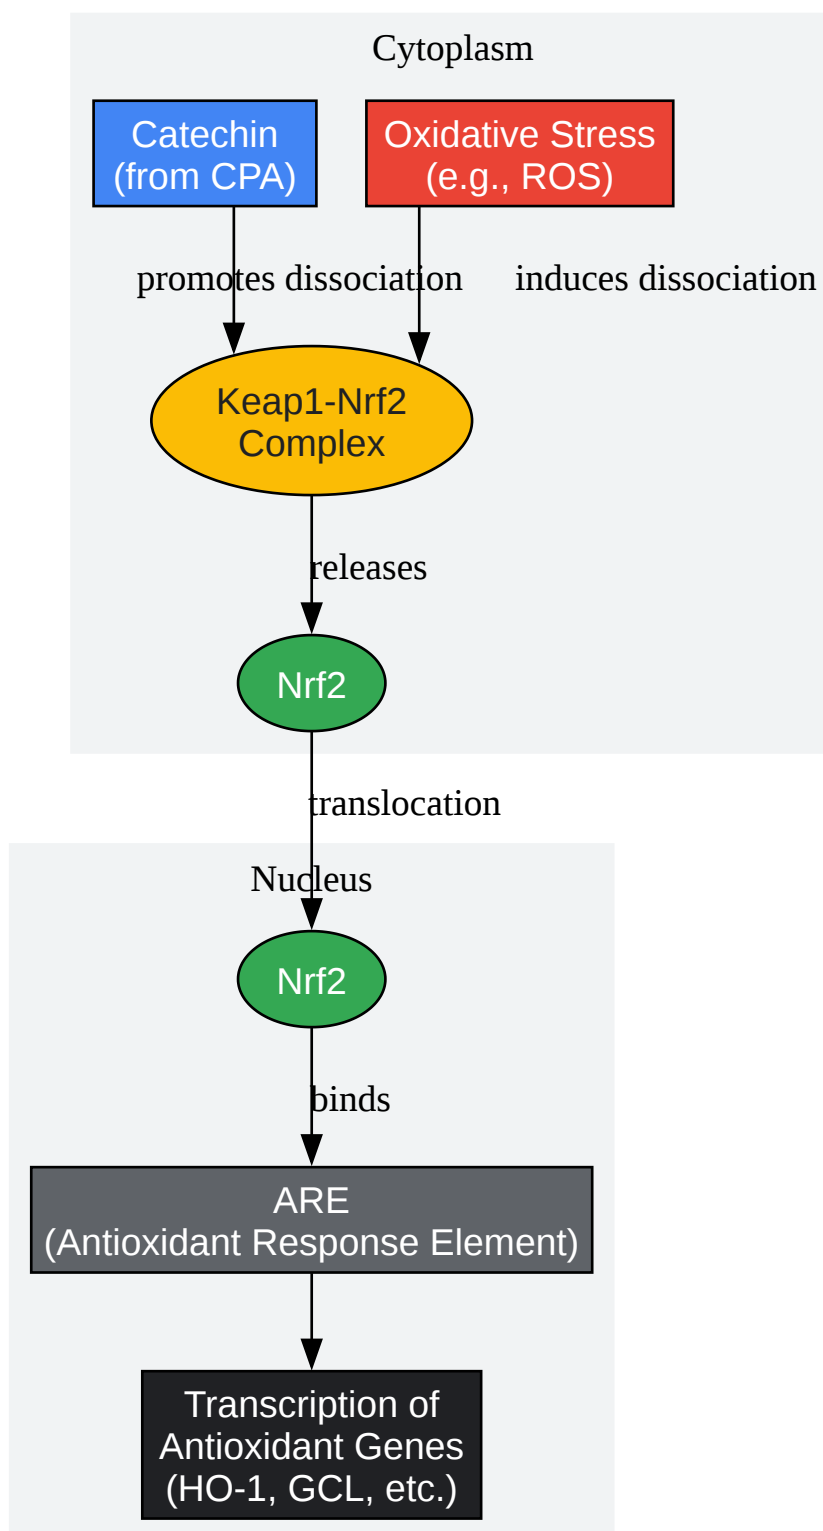 Cytoplasm
Catechin
(from CPA)
Oxidative Stress
(e.g., ROS)
promotes dissociation
induces dissociation
Keap1-Nrf2
Complex
releases
Nrf2
translocation
Nucleus
Nrf2
binds
ARE
(Antioxidant Response Element)
Transcription of
Antioxidant Genes
(HO-1, GCL, etc.)